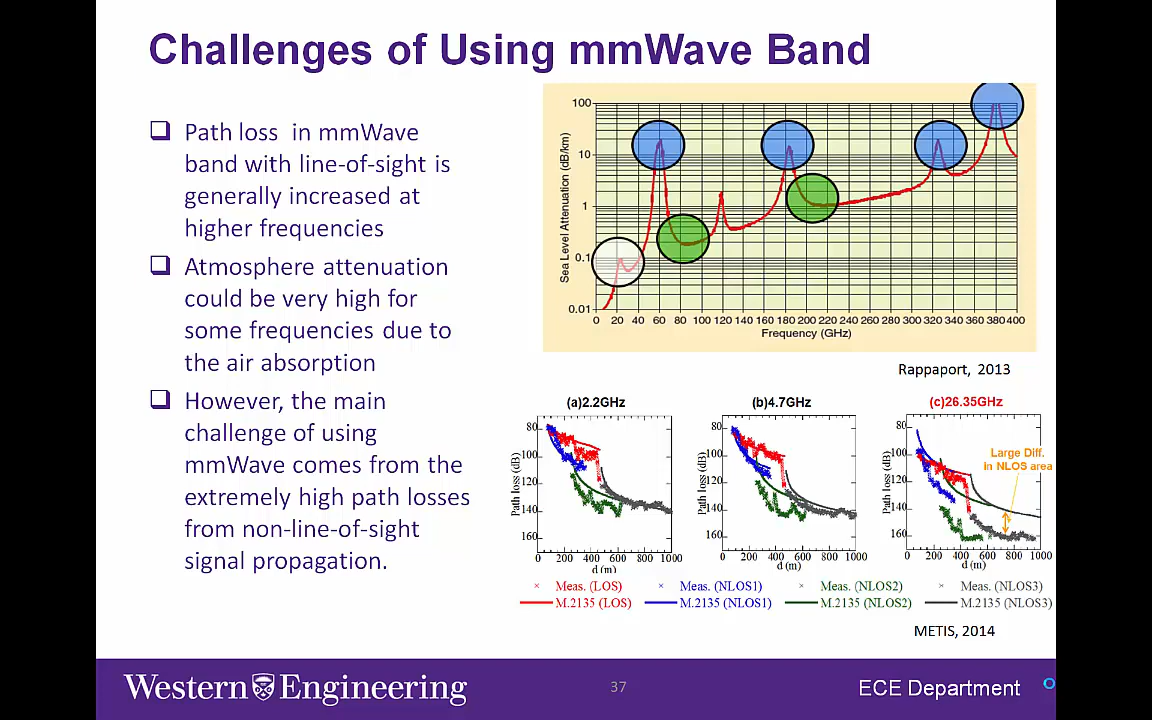 Challenges of Using mmWave Band
Path loss in mmWave
band with line-of-sight is
generally increased at
higher frequencies
Atmosphere attenuation
could be very high for
some frequencies due to
the air absorption
However, the main
challenge of using
mmWave comes from the
extremely high path losses
from non-line-of-sight
signal propagation.
Sea Level Attenuation (dB/km)
100
10
1
0.1
0.01
0 20 40 60 80 100 120 140 160 180 200 220 240 260 280 300 320 340 360 380 400
Frequency (GHz)
Rappaport, 2013
(a)2.2GHz
Path loss (dB)
80
100
120
140
160
0 200 400 600 800 1000
d (m)
(b)4.7GHz
Path loss (dB)
80
100
120
140
160
0 200 400 600 800 1000
d (m)
(c)26.35GHz
Large Diff.
in NLOS area
Path loss (dB)
80
100
120
140
160
0 200 400 600 800 1000
d (m)
Meas. (LOS) Meas. (NLOS1) Meas. (NLOS2) Meas. (NLOS3)
M.2135 (LOS) M.2135 (NLOS1) M.2135 (NLOS2) M.2135 (NLOS3)
METIS, 2014
Western Engineering
37
ECE Department